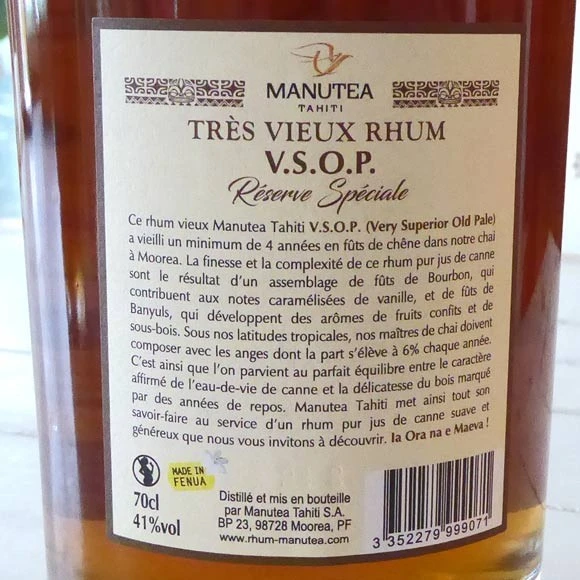 MANUTEA
TAHITI
TRÈS VIEUX RHUM
V.S.O.P.
Réserve Spéciale
Ce rhum vieux Manutea Tahiti V.S.O.P. (Very Superior Old Pale)
a vieilli un minimum de 4 années en fûts de chêne dans notre chai
à Moorea. La finesse et la complexité de ce rhum pur jus de canne
sont le résultat d'un assemblage de fûts de Bourbon, qui
contribuent aux notes caramélisées de vanille, et de fûts de
Banyuls, qui développent des arômes de fruits confits et de
sous-bois. Sous nos latitudes tropicales, nos maîtres de chai doivent
composer avec les anges dont la part s'élève à 6% chaque année.
C'est ainsi que l'on parvient au parfait équilibre entre le caractère
affirmé de l'eau-de-vie de canne et la délicatesse du bois marqué
par des années de repos. Manutea Tahiti met ainsi tout son
savoir-faire au service d'un rhum pur jus de canne suave et
généreux que nous vous invitons à découvrir. Ia Ora na e Maeva !
MADE IN
FENUA
70cl
41%vol
Distillé et mis en bouteille
par Manutea Tahiti S.A.
BP 23, 98728 Moorea, PF
www.rhum-manutea.com
3 352279 999071